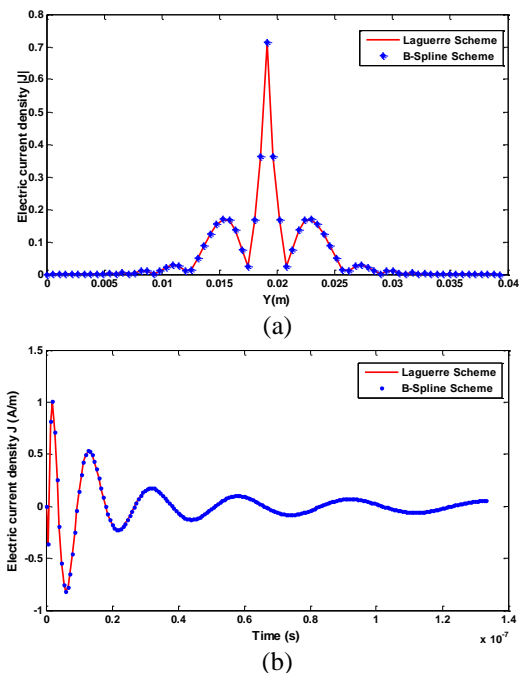 0.8
0.7
0.6
0.5
0.4
0.3
0.2
0.1
0
Electric current density |J|
Laguerre Scheme
B-Spline Scheme
0 0.005 0.01 0.015 0.02 0.025 0.03 0.035 0.04
Y(m)
(a)
1.5
1
0.5
0
-0.5
-1
Electric current density J (A/m)
Laguerre Scheme
B-Spline Scheme
0 0.2 0.4 0.6 0.8 1 1.2 1.4
Time (s)
x 10^-7
(b)